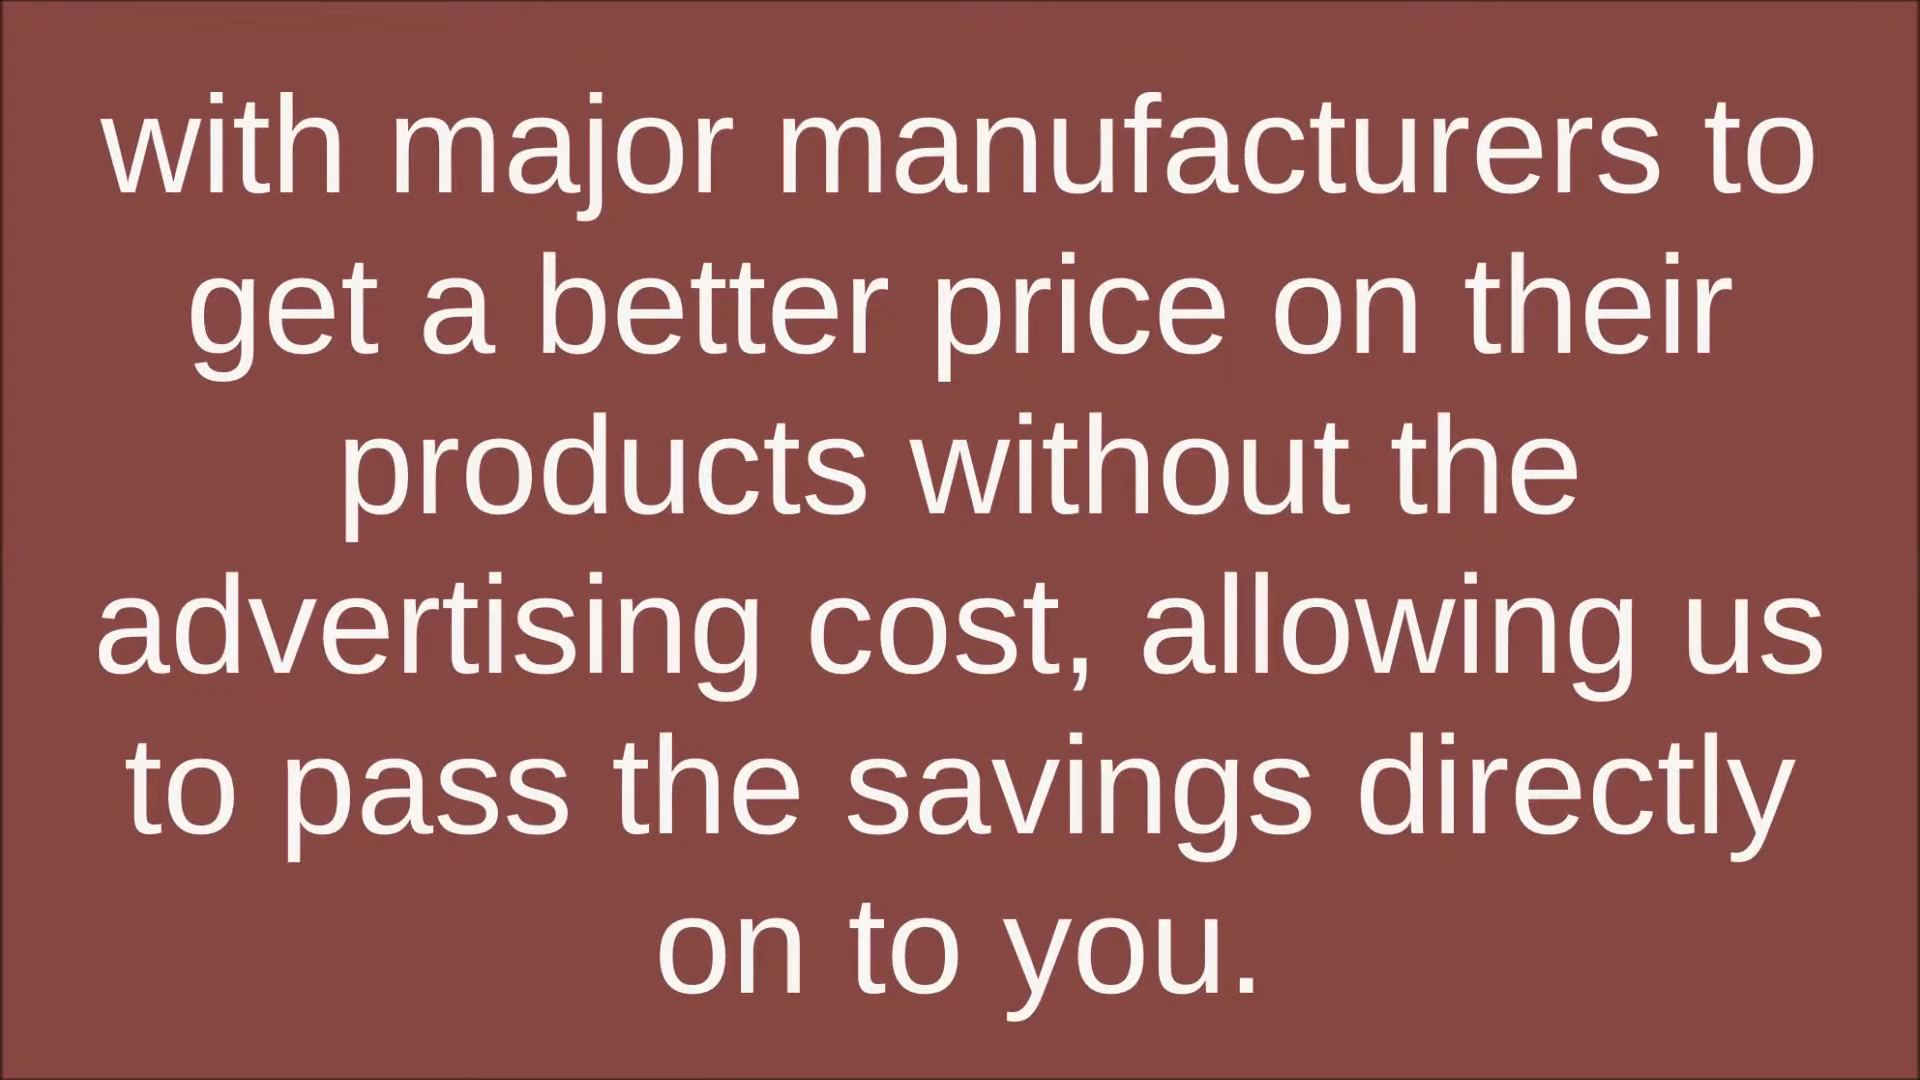 with major manufacturers to
get a better price on their
products without the
advertising cost, allowing us
to pass the savings directly
on to you.